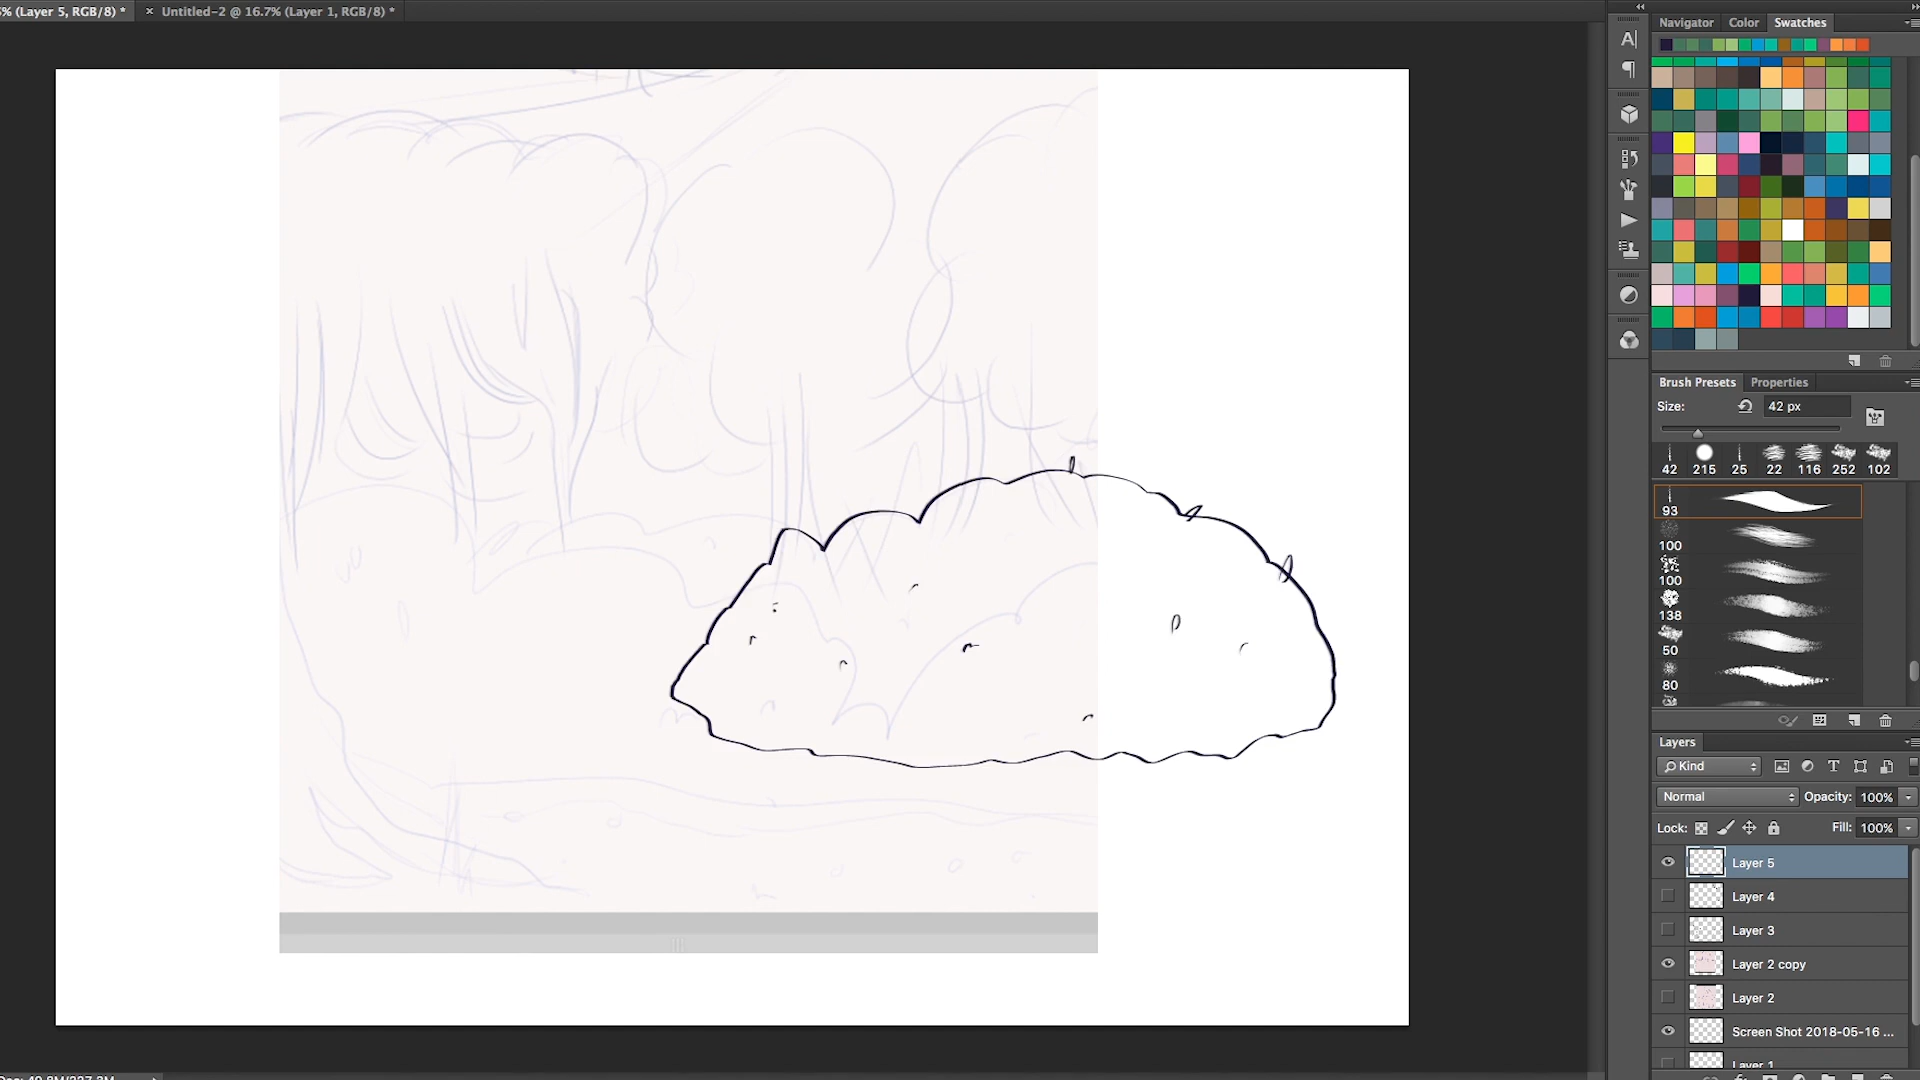 5% (Layer 5, RGB/8) *
× Untitled-2 @ 16.7% (Layer 1, RGB/8) *
Navigator Color Swatches
Brush Presets Properties
Size: 42 px
42 215 25 22 116 252 102
93
100
100
138
50
80
Layers
Kind
Normal Opacity: 100%
Lock: Fill: 100%
Layer 5
Layer 4
Layer 3
Layer 2 copy
Layer 2
Screen Shot 2018-05-16 ...
Layer 1